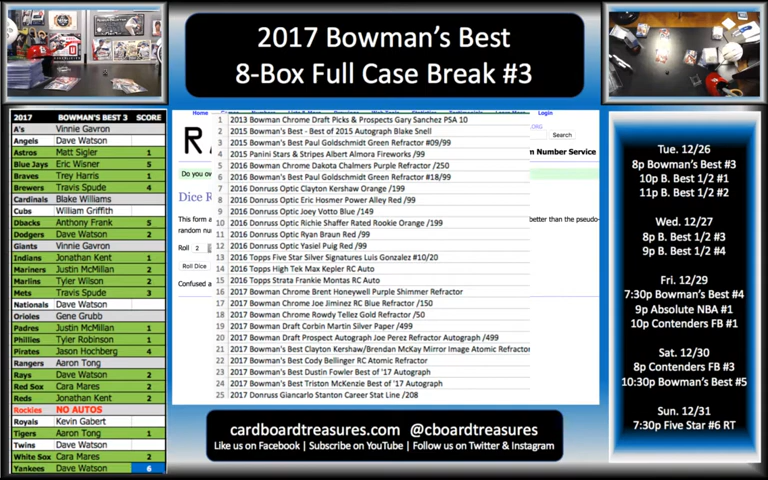 2017 Bowman's Best
8-Box Full Case Break #3
2017 BOWMAN'S BEST 3 SCORE
A's Vinnie Gavron
Angels Dave Watson
Astros Matt Sigler 1
Blue Jays Eric Wisner 5
Braves Trey Harris 1
Brewers Travis Spude 4
Cardinals Blake Williams
Cubs William Griffith
Dbacks Anthony Frank 5
Dodgers Dave Watson 2
Giants Vinnie Gavron
Indians Jonathan Kent 1
Mariners Justin McMillan 2
Marlins Tyler Wilson 2
Mets Travis Spude 3
Nationals Dave Watson
Orioles Gene Grubb
Padres Justin McMillan 1
Phillies Tyler Robinson 1
Pirates Jason Hochberg 4
Rangers Aaron Tong
Rays Dave Watson 2
Red Sox Cara Mares 2
Reds Jonathan Kent 2
Rockies NO AUTOS
Royals Kevin Gabert
Tigers Aaron Tong 1
Twins Dave Watson
White Sox Cara Mares 2
Yankees Dave Watson 6
Home
Login
.ORG
Search
R
m Number Service
Do you ov
Dice R
This form a
random nu
better than the pseudo-
Roll 2
Roll Dice
Confused a
1 2013 Bowman Chrome Draft Picks & Prospects Gary Sanchez PSA 10
2 2015 Bowman's Best - Best of 2015 Autograph Blake Snell
3 2015 Bowman's Best Paul Goldschmidt Green Refractor #09/99
4 2015 Panini Stars & Stripes Albert Almora Fireworks /99
5 2016 Bowman Chrome Dakota Chalmers Purple Refractor /250
6 2016 Bowman's Best Paul Goldschmidt Green Refractor #18/99
7 2016 Donruss Optic Clayton Kershaw Orange /199
8 2016 Donruss Optic Eric Hosmer Power Alley Red /99
9 2016 Donruss Optic Joey Votto Blue /149
10 2016 Donruss Optic Richie Shaffer Rated Rookie Orange /199
11 2016 Donruss Optic Ryan Braun Red /99
12 2016 Donruss Optic Yasiel Puig Red /99
13 2016 Topps Five Star Silver Signatures Luis Gonzalez #10/20
14 2016 Topps High Tek Max Kepler RC Auto
15 2016 Topps Strata Frankie Montas RC Auto
16 2017 Bowman Chrome Brent Honeywell Purple Shimmer Refractor
17 2017 Bowman Chrome Joe Jiminez RC Blue Refractor /150
18 2017 Bowman Chrome Rowdy Tellez Gold Refractor /50
19 2017 Bowman Draft Corbin Martin Silver Paper /499
20 2017 Bowman Draft Prospect Autograph Joe Perez Refractor Autograph /499
21 2017 Bowman's Best Clayton Kershaw/Brendan McKay Mirror Image Atomic Refractor
22 2017 Bowman's Best Cody Bellinger RC Atomic Refractor
23 2017 Bowman's Best Dustin Fowler Best of '17 Autograph
24 2017 Bowman's Best Triston McKenzie Best of '17 Autograph
25 2017 Donruss Giancarlo Stanton Career Stat Line /208
Tue. 12/26
8p Bowman's Best #3
10p B. Best 1/2 #1
11p B. Best 1/2 #2
Wed. 12/27
8p B. Best 1/2 #3
9p B. Best 1/2 #4
Fri. 12/29
7:30p Bowman's Best #4
9p Absolute NBA #1
10p Contenders FB #1
Sat. 12/30
8p Contenders FB #3
10:30p Bowman's Best #5
Sun. 12/31
7:30p Five Star #6 RT
cardboardtreasures.com @cboardtreasures
Like us on Facebook | Subscribe on YouTube | Follow us on Twitter & Instagram